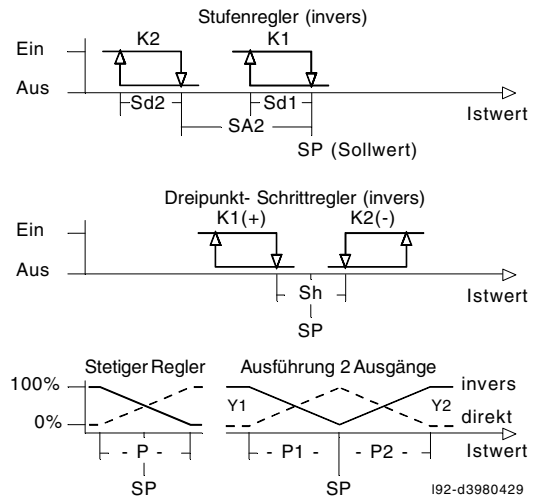 Stufenregler (invers)
K2 K1
Ein
Aus
Sd2 Sd1
Istwert
SA2
SP (Sollwert)
Dreipunkt- Schrittregler (invers)
K1(+) K2(-)
Ein
Aus
Sh
Istwert
SP
Stetiger Regler Ausführung 2 Ausgänge
100% invers
Y1 Y2
0% direkt
P P1 P2 Istwert
SP SP
l92-d3980429